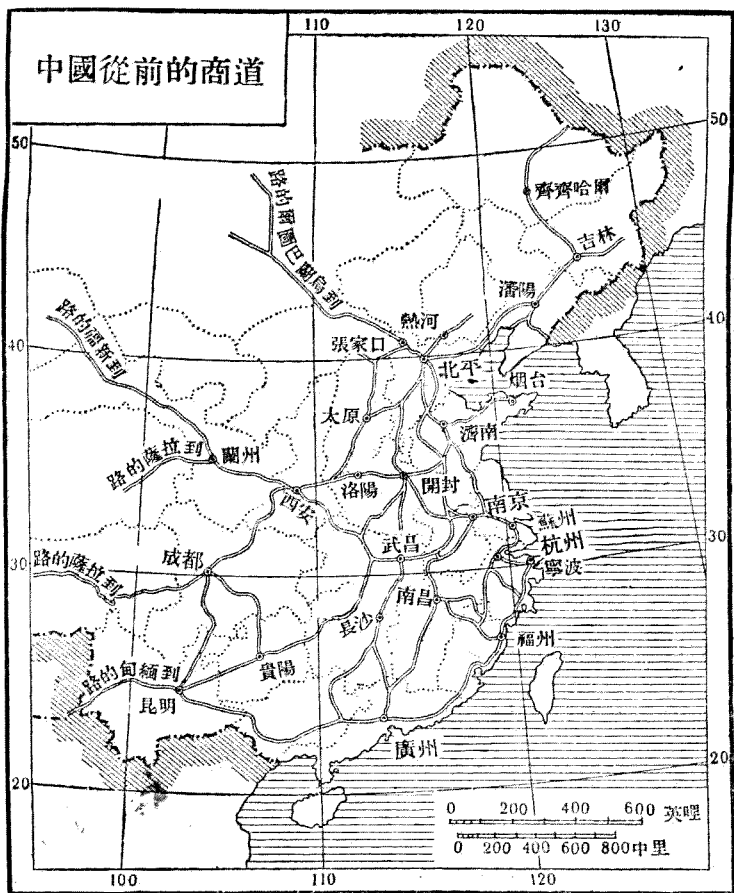 中國從前的商道
110
120
130
50
50
齊齊哈爾
到烏蘭巴圖爾的路
吉林
瀋陽
熱河
40
40
張家口
北平
到新疆的路
烟台
太原
濟南
到拉薩的路
蘭州
洛陽
開封
西安
南京
蘇州
30
30
武昌
杭州
成都
寧波
到拉薩的路
南昌
長沙
福州
貴陽
到緬甸的路
昆明
廣州
20
20
0 200 400 600 英哩
0 200 400 600 800中里
100
110
120